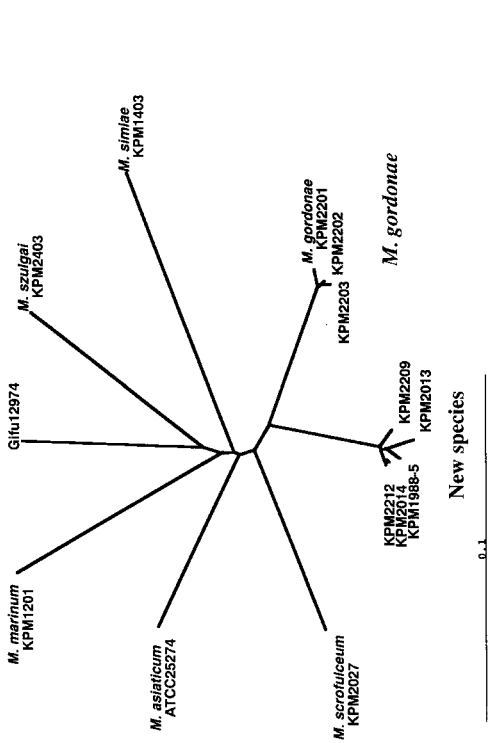 Gifu12974
M. szulgai
KPM2403
M. simiae
KPM1403
M. marinum
KPM1201
M. asiaticum
ATCC25274
M. gordonae
KPM2201
KPM2202
KPM2203
M. gordonae
KPM2209
KPM2013
KPM2212
KPM2014
KPM1988-5
New species
M. scrofulceum
KPM2027
0.1